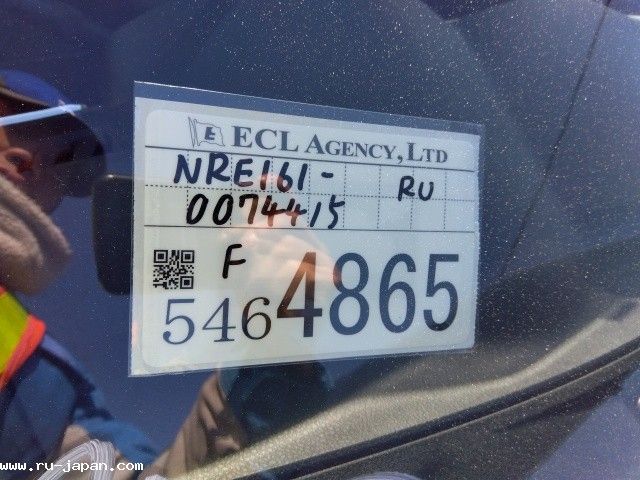 E ECL AGENCY, LTD
NRE161- RU
0074415
F
5464865
www.ru-japan.com